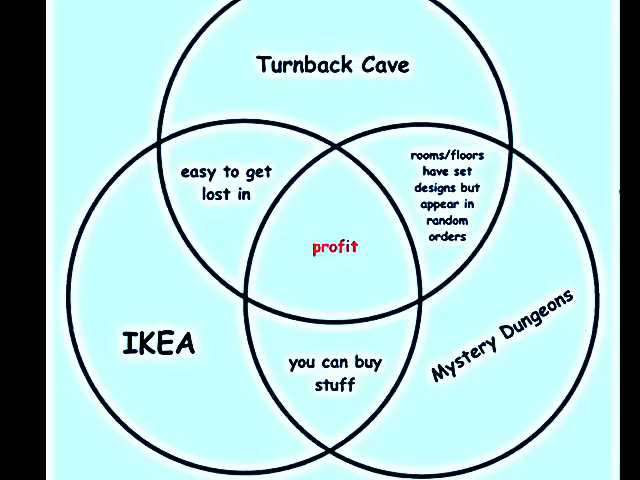 Turnback Cave
easy to get
lost in
rooms/floors
have set
designs but
appear in
random
orders
profit
IKEA
Mystery Dungeons
you can buy
stuff